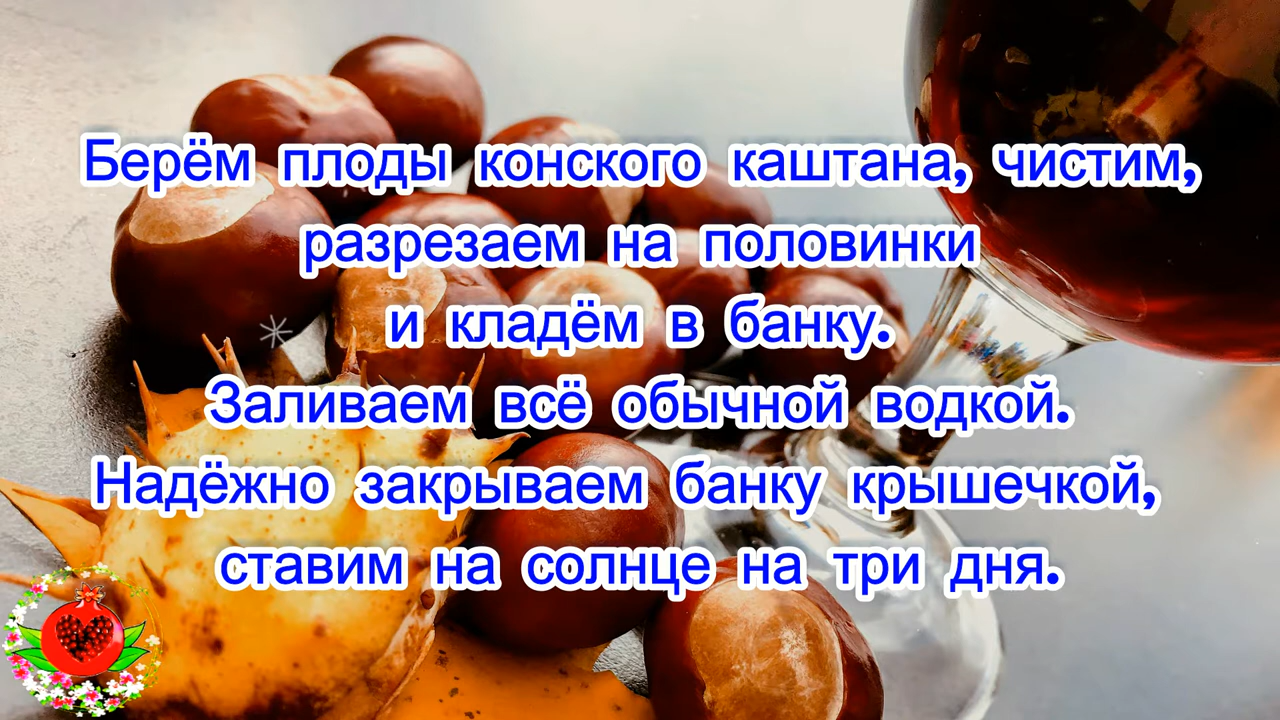 Берём плоды конского каштана, чистим,
разрезаем на половинки
и кладём в банку.
Заливаем всё обычной водкой.
Надёжно закрываем банку крышечкой,
ставим на солнце на три дня.